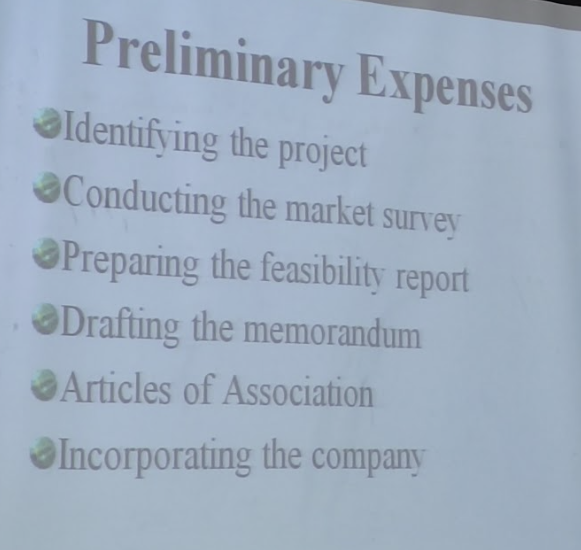 Preliminary Expenses
Identifying the project
Conducting the market survey
Preparing the feasibility report
Drafting the memorandum
Articles of Association
Incorporating the company